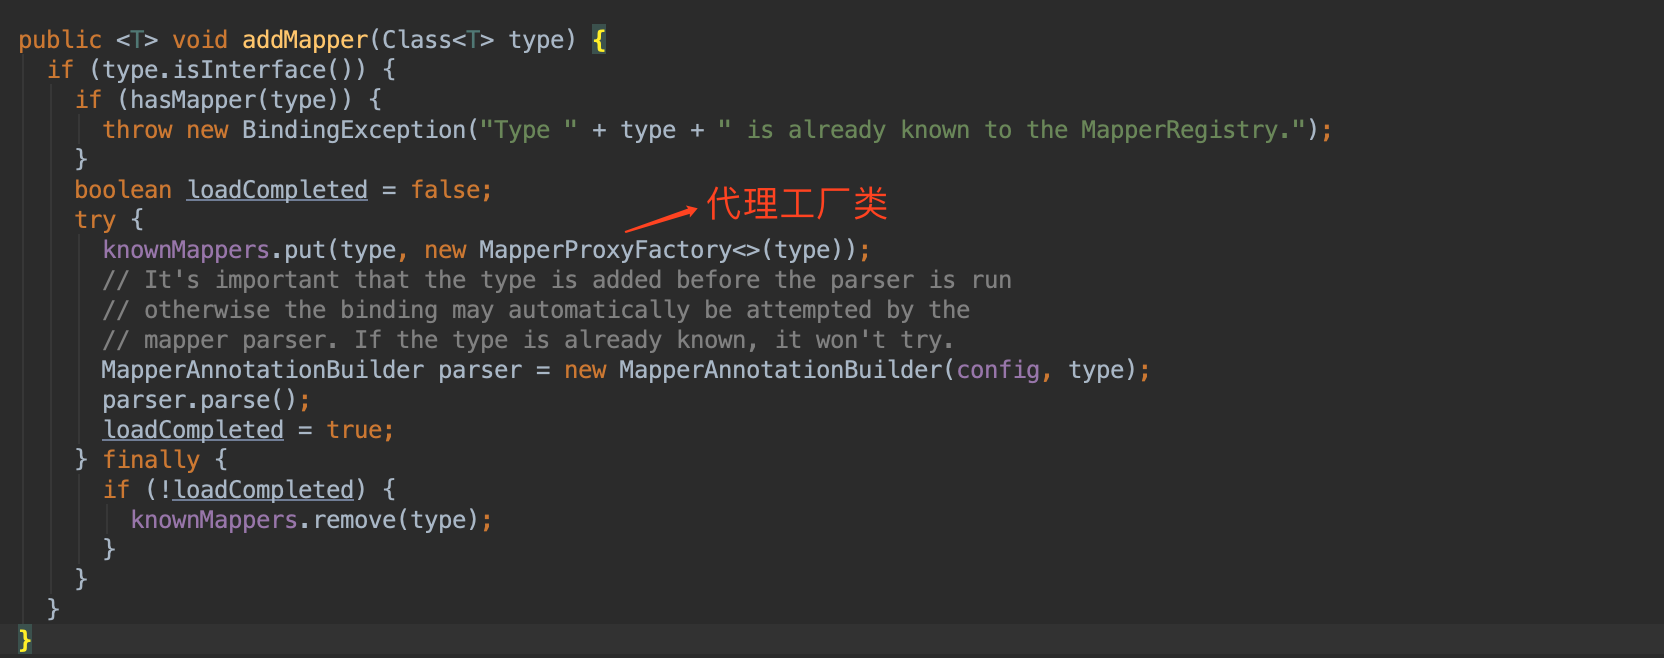 public <T> void addMapper(Class<T> type) {
if (type.isInterface()) {
if (hasMapper(type)) {
throw new BindingException("Type " + type + " is already known to the MapperRegistry.");
}
boolean loadCompleted = false;
代理工厂类
try {
knownMappers.put(type, new MapperProxyFactory<>(type));
// It's important that the type is added before the parser is run
// otherwise the binding may automatically be attempted by the
// mapper parser. If the type is already known, it won't try.
MapperAnnotationBuilder parser = new MapperAnnotationBuilder(config, type);
parser.parse();
loadCompleted = true;
} finally {
if (!loadCompleted) {
knownMappers.remove(type);
}
}
}
}